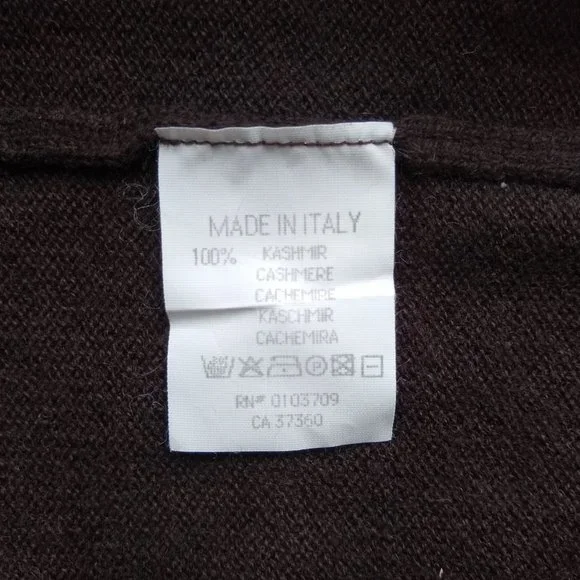 MADE IN ITALY
100% KASHMIR
CASHMERE
CACHEMIRE
KASCHMIR
CACHEMIRA
RN# 0103709
CA 37360